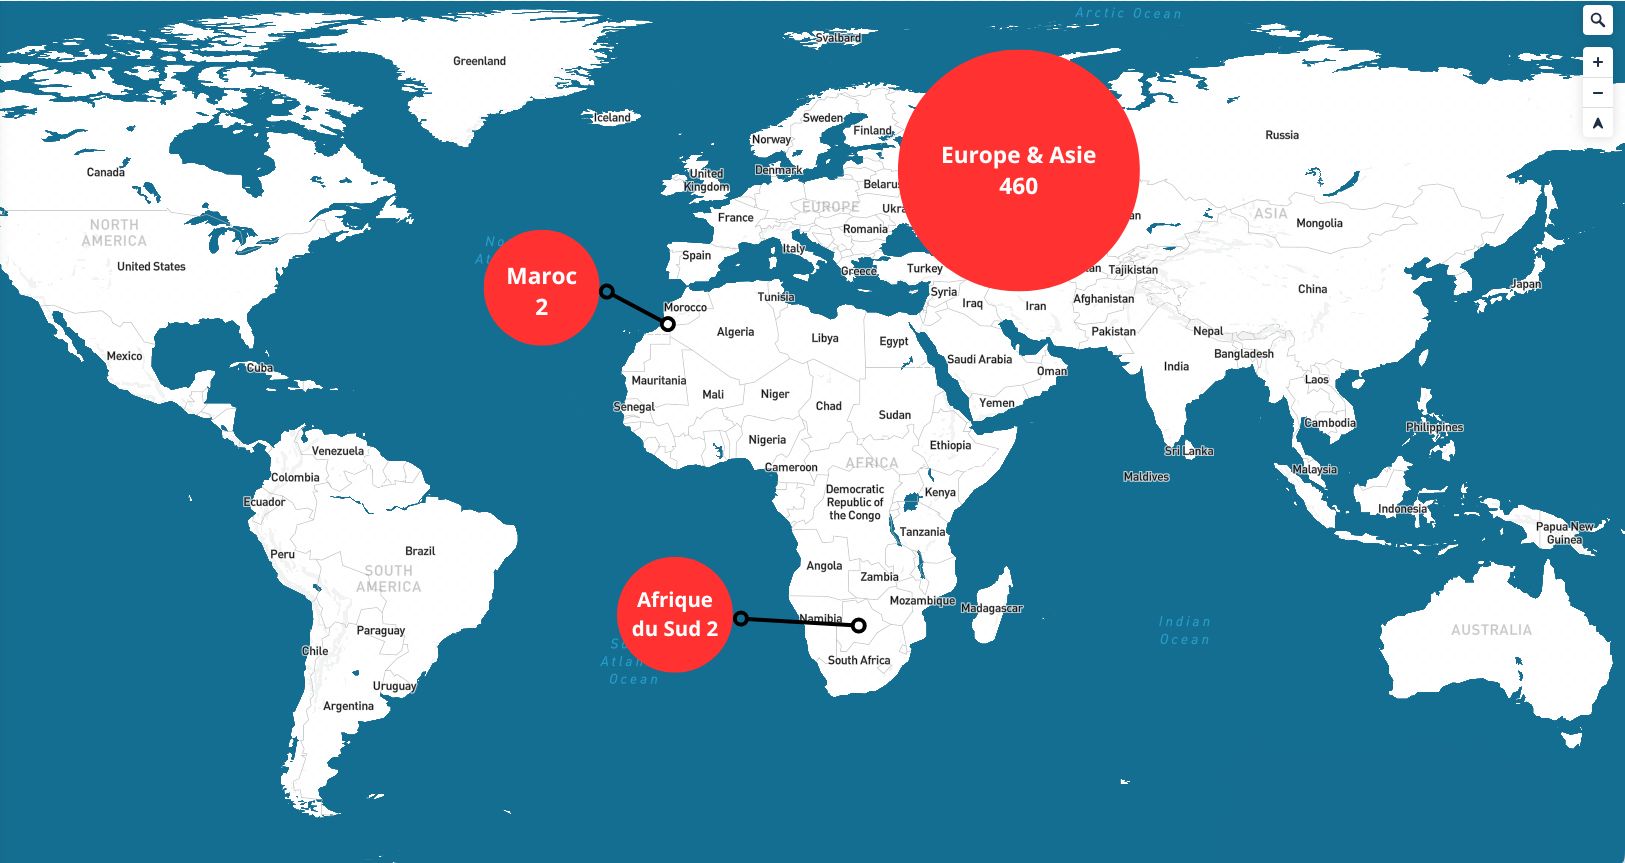 Arctic Ocean
Svalbard
Greenland
Iceland
Sweden
Finland
Norway
Russia
Europe & Asie
460
Canada
United
Kingdom
Denmark
Belarus
EUROPE
France
Romania
NORTH
AMERICA
ASIA
Mongolia
United States
Spain
Italy
Greece
Turkey
Tajikistan
Maroc
2
Morocco
Tunisia
Syria
Iraq
Iran
Afghanistan
China
Japan
Algeria
Libya
Egypt
Pakistan
Nepal
Bangladesh
Mexico
Cuba
Mauritania
Mali
Niger
Chad
Sudan
Saudi Arabia
Oman
Yemen
India
Laos
Senegal
Nigeria
Cameroon
AFRICA
Ethiopia
Cambodia
Philippines
Sri Lanka
Maldives
Malaysia
Venezuela
Colombia
Ecuador
Democratic
Republic of
the Congo
Kenya
Tanzania
Indonesia
Papua New
Guinea
Peru
Brazil
SOUTH
AMERICA
Angola
Zambia
Mozambique
Madagascar
Afrique
du Sud 2
Namibia
Indian
Ocean
AUSTRALIA
Paraguay
Chile
South Africa
Ocean
Uruguay
Argentina